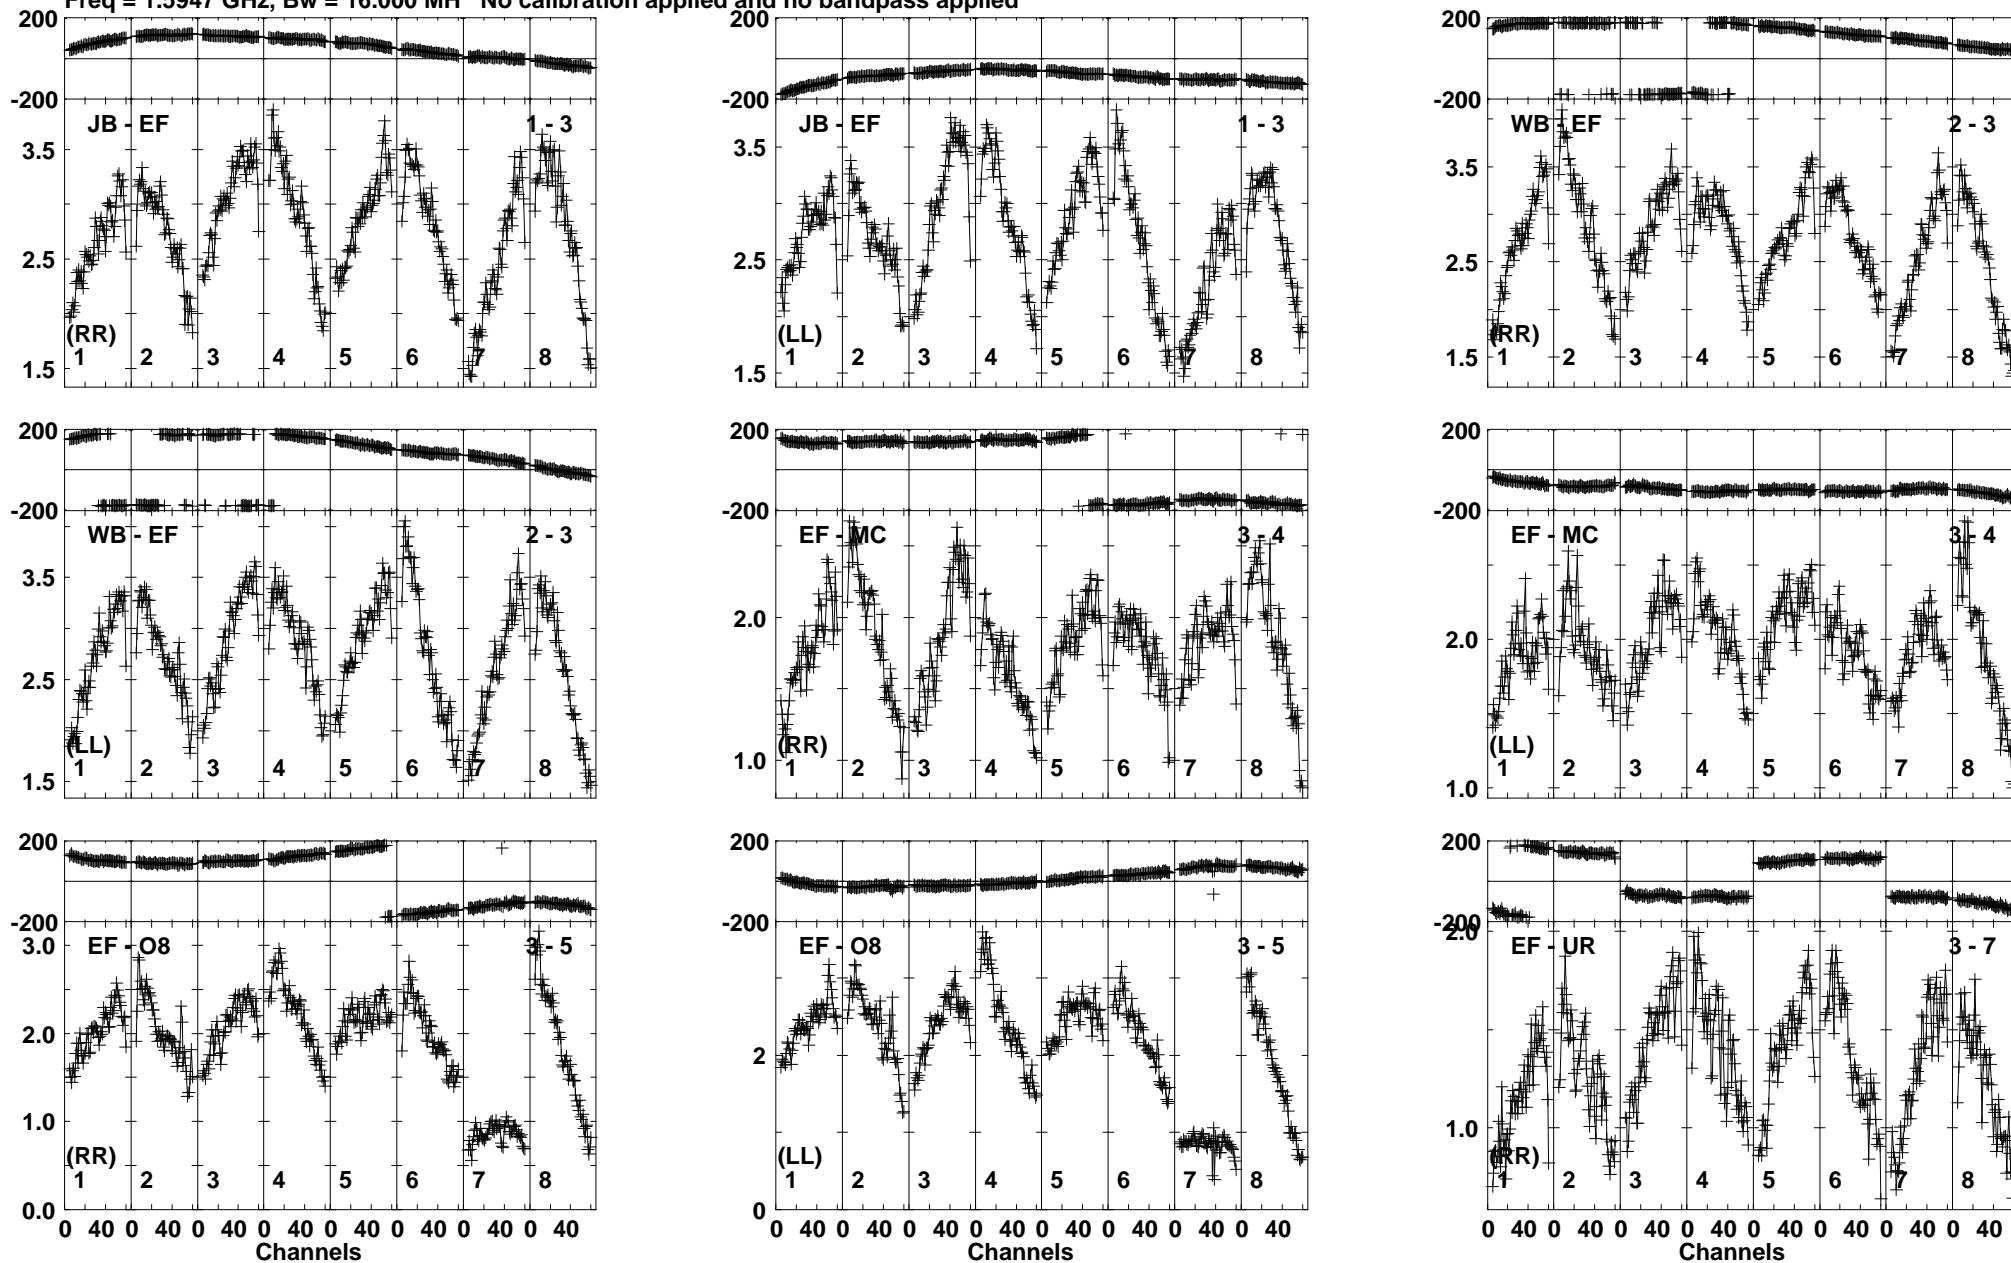 Freq = 1.5947 GHz, Bw = 16.000 MH No calibration applied and no bandpass applied
200
-200
JB - EF 1 - 3
3.5
2.5
1.5
(RR)
1 2 3 4 5 6 7 8
200
-200
JB - EF 1 - 3
3.5
2.5
1.5
(LL)
1 2 3 4 5 6 7 8
200
-200
WB - EF 2 - 3
3.5
2.5
1.5
(RR)
1 2 3 4 5 6 7 8
200
-200
WB - EF 2 - 3
3.5
2.5
1.5
(LL)
1 2 3 4 5 6 7 8
200
-200
EF - MC 3 - 4
2.0
1.0
(RR)
1 2 3 4 5 6 7 8
200
-200
EF - MC 3 - 4
2.0
1.0
(LL)
1 2 3 4 5 6 7 8
200
-200
EF - O8 3 - 5
3.0
2.0
1.0
0.0
(RR)
1 2 3 4 5 6 7 8
0 40 0 40 0 40 0 40 0 40 0 40 0 40 0 40
Channels
200
-200
EF - O8 3 - 5
2
0
(LL)
1 2 3 4 5 6 7 8
0 40 0 40 0 40 0 40 0 40 0 40 0 40 0 40
Channels
200
-200
2.0
EF - UR 3 - 7
1.0
(RR)
1 2 3 4 5 6 7 8
0 40 0 40 0 40 0 40 0 40 0 40 0 40 0 40
Channels